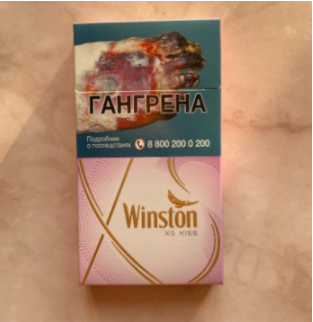 ГАНГРЕНА
Подробнее
о последствиях 8 800 200 0 200
Winston
XS KISS